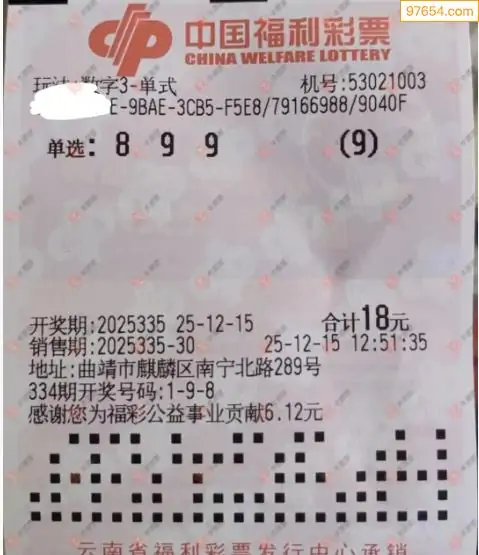 97654.com
中国福利彩票
CHINA WELFARE LOTTERY
玩法:数字3-单式 机号:53021003
E-9BAE-3CB5-F5E8/79166988/9040F
单选: 8 9 9 (9)
开奖期:2025335 25-12-15 合计18元
销售期:2025335-30 25-12-15 12:51:35
地址:曲靖市麒麟区南宁北路289号
334期开奖号码:1-9-8
感谢您为福彩公益事业贡献6.12元
云南省福利彩票发行中心承销